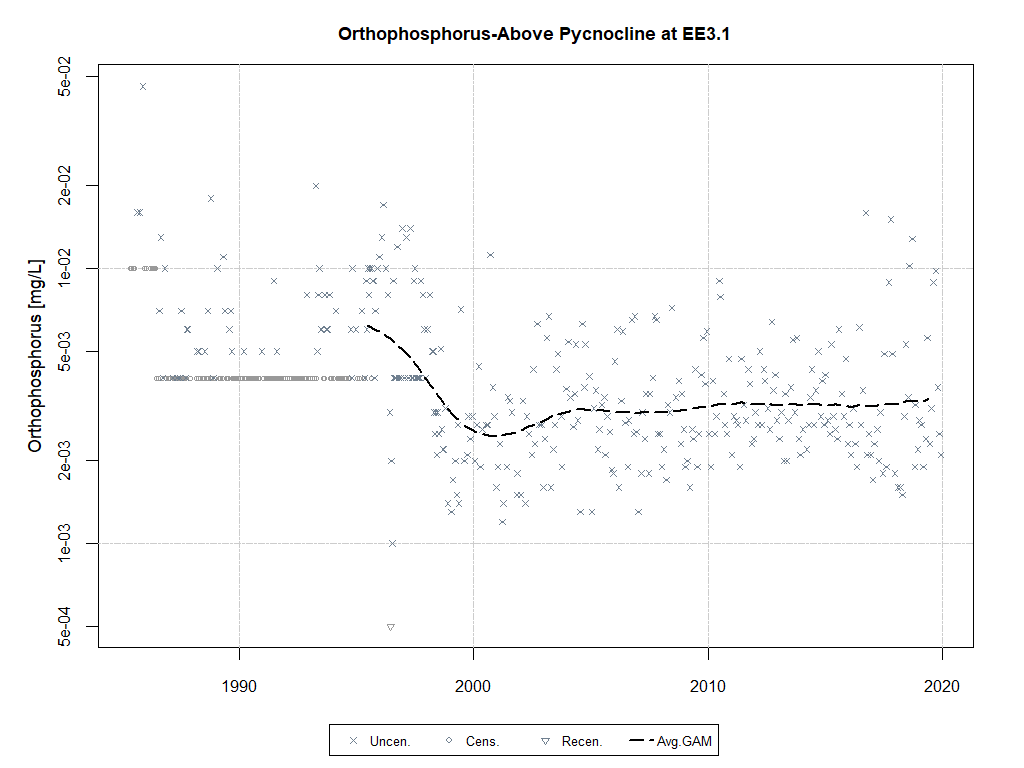 Orthophosphorus-Above Pycnocline at EE3.1
Orthophosphorus [mg/L]
5e-02
2e-02
1e-02
5e-03
2e-03
1e-03
5e-04
1990 2000 2010 2020
Uncen. Cens. Recen. Avg.GAM